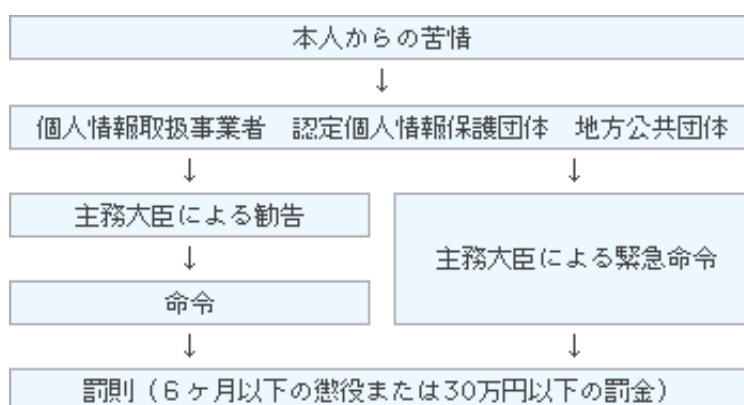 本人からの苦情
↓
個人情報取扱事業者　認定個人情報保護団体　地方公共団体
↓　↓
主務大臣による勧告
↓
主務大臣による緊急命令
命令
↓　↓
罰則（６ヶ月以下の懲役または30万円以下の罰金）